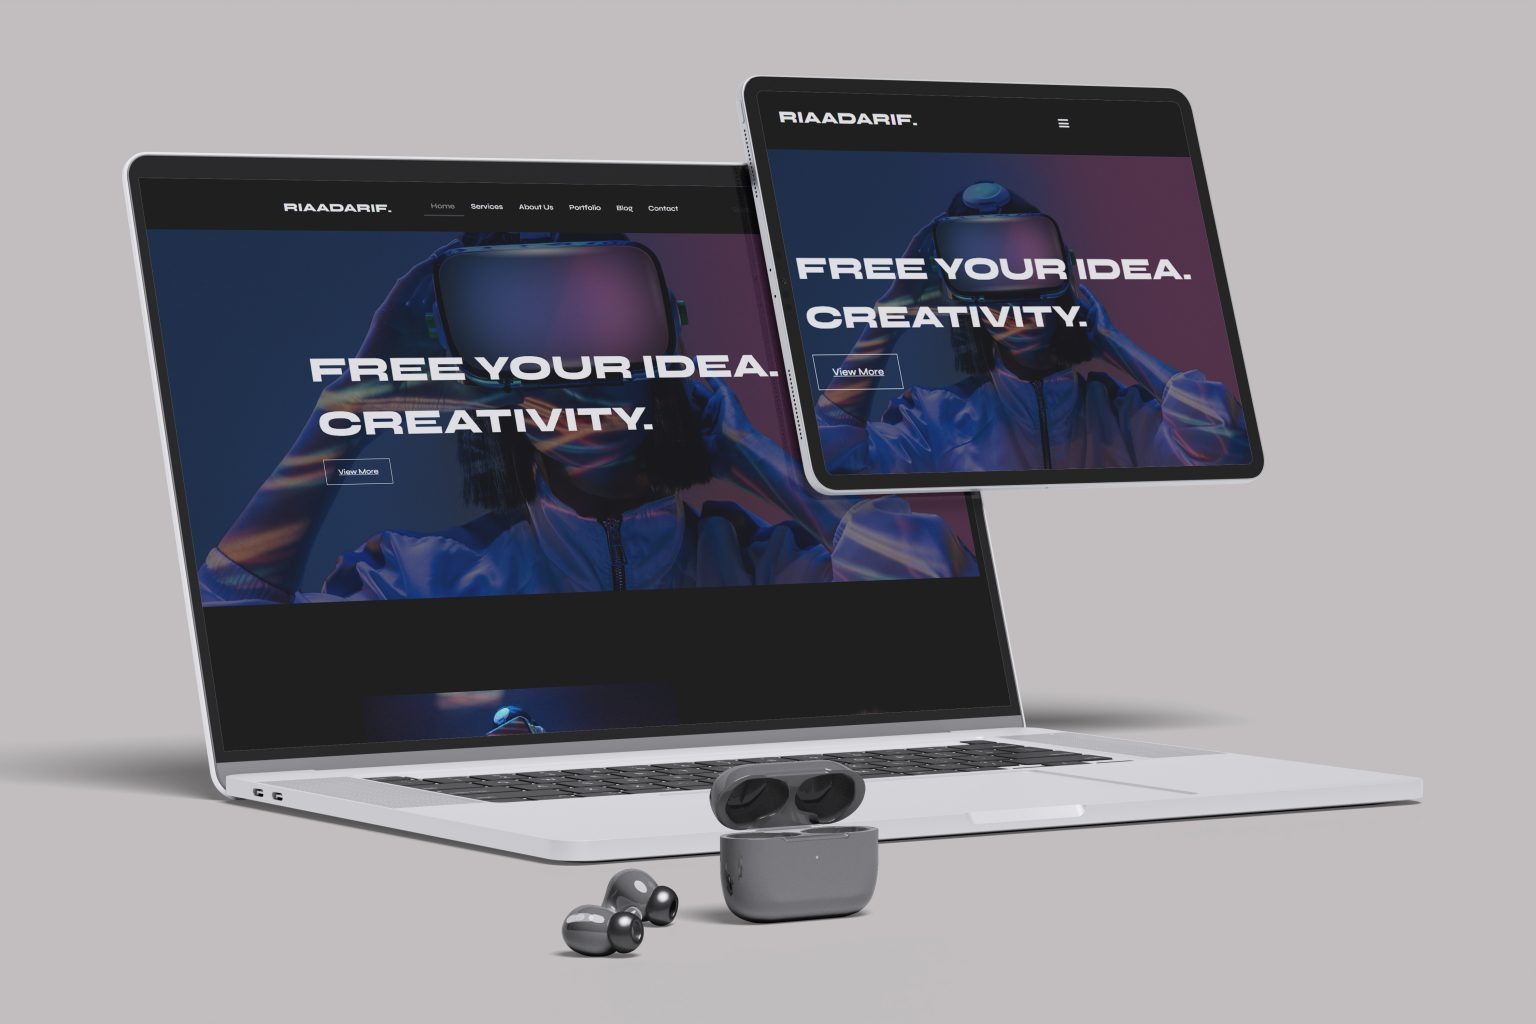 RIAADARIF.
Home Services About Us Portfolio Blog Contact
FREE YOUR IDEA.
CREATIVITY.
View More
RIAADARIF.
FREE YOUR IDEA.
CREATIVITY.
View More